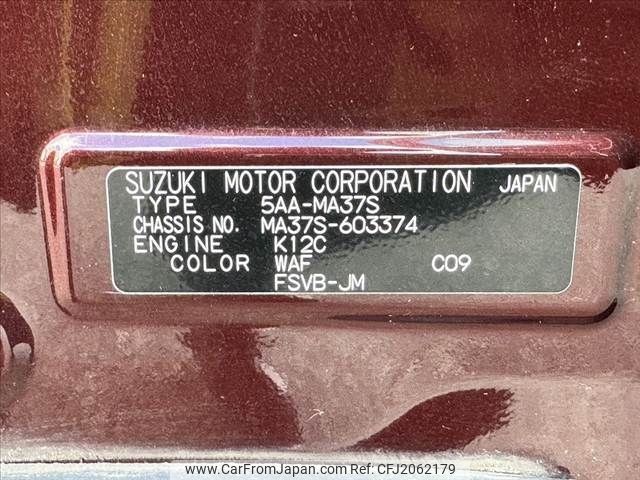 SUZUKI MOTOR CORPORATION JAPAN
TYPE 5AA-MA37S
CHASSIS NO. MA37S-603374
ENGINE K12C
COLOR WAF C09
FSVB-JM
www.CarFromJapan.com | Ref: CFJ2062179